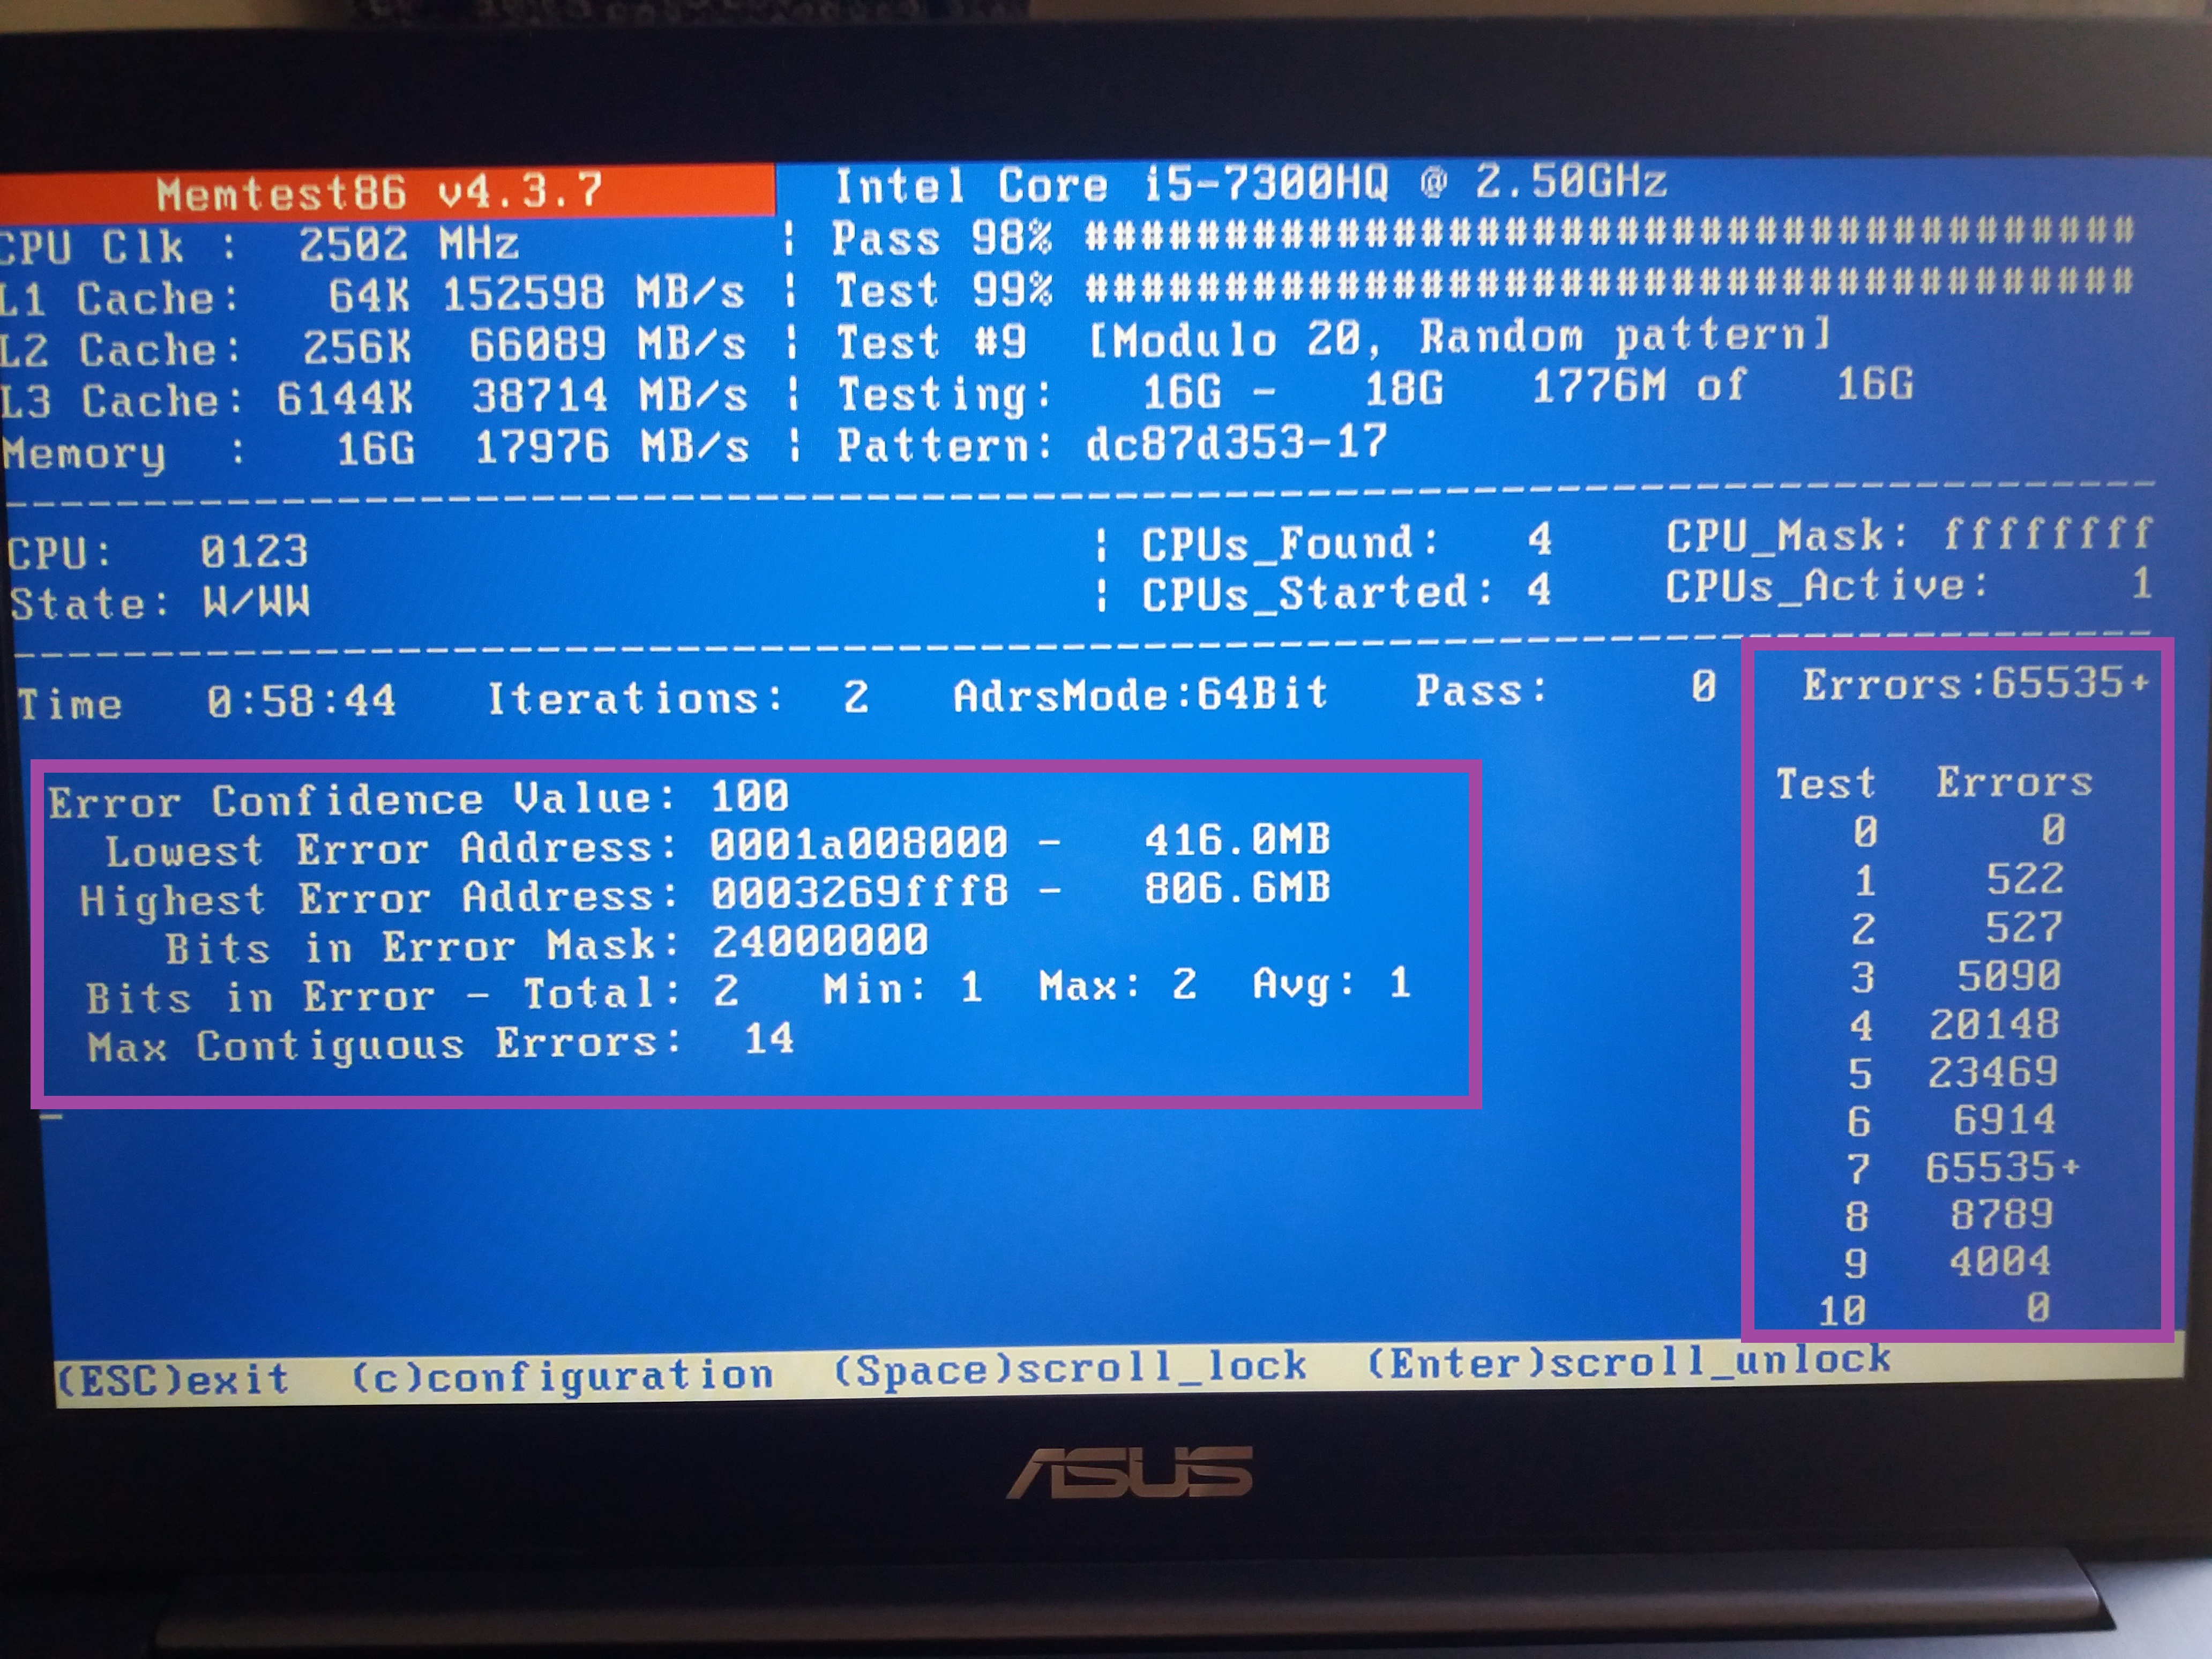 Memtest86 v4.3.7 Intel Core i5-7300HQ @ 2.50GHz
CPU Clk : 2502 MHz ¦ Pass 98% ######################################
L1 Cache: 64K 152598 MB/s ¦ Test 99% ######################################
L2 Cache: 256K 66089 MB/s ¦ Test #9 [Modulo 20, Random pattern]
L3 Cache: 6144K 38714 MB/s ¦ Testing: 16G - 18G 1776M of 16G
Memory : 16G 17976 MB/s ¦ Pattern: dc87d353-17
CPU: 0123 ¦ CPUs_Found: 4 CPU_Mask: ffffffff
State: W/WW ¦ CPUs_Started: 4 CPUs_Active: 1
Time 0:58:44 Iterations: 2 AdrsMode:64Bit Pass: 0 Errors:65535+
Error Confidence Value: 100
Lowest Error Address: 0001a008000 - 416.0MB
Highest Error Address: 0003269fff8 - 806.6MB
Bits in Error Mask: 24000000
Bits in Error - Total: 2 Min: 1 Max: 2 Avg: 1
Max Contiguous Errors: 14
Test Errors
0 0
1 522
2 527
3 5090
4 20148
5 23469
6 6914
7 65535+
8 8789
9 4004
10 0
(ESC)exit (c)configuration (Space)scroll_lock (Enter)scroll_unlock
ASUS